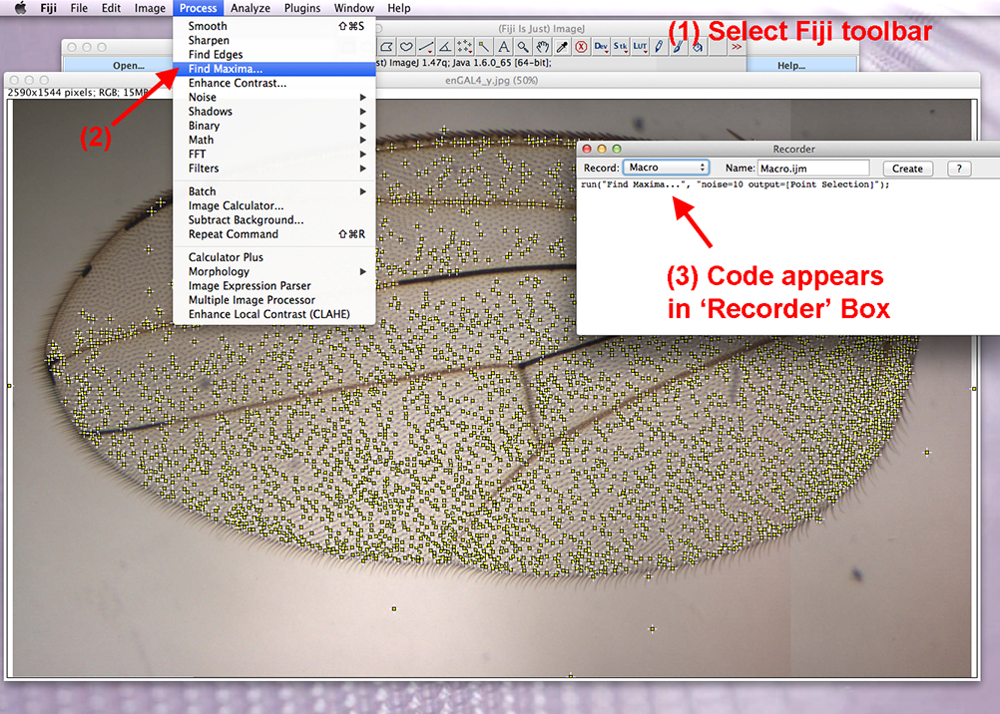 Fiji File Edit Image Process Analyze Plugins Window Help
(Fiji Is Just) ImageJ
(1) Select Fiji toolbar
Dev Stk LUT >>
Open...
st) ImageJ 1.47q; Java 1.6.0_65 [64-bit];
Help...
enGAL4_y.jpg (50%)
2590x1544 pixels; RGB; 15MB
Smooth ⇧⌘S
Sharpen
Find Edges
Find Maxima...
Enhance Contrast...
Noise
Shadows
Binary
Math
FFT
Filters
Batch
Image Calculator...
Subtract Background...
Repeat Command ⇧⌘R
Calculator Plus
Morphology
Image Expression Parser
Multiple Image Processor
Enhance Local Contrast (CLAHE)
(2)
Recorder
Record: Macro Name: Macro.ijm Create ?
run("Find Maxima...", "noise=10 output=[Point Selection]");
(3) Code appears
in ‘Recorder’ Box